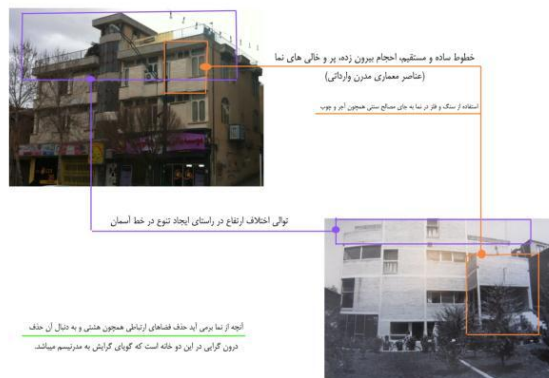 خطوط ساده و مستقیم، احجام بیرون زده، پر و خالی های نما
(عناصر معماری مدرن وارداتی)
استفاده از سنگ و فلز در نما به جای مصالح سنتی همچون آجر و چوب
توالی اختلاف ارتفاع در راستای ایجاد تنوع در خط آسمان
آنچه از نما برمی آید حذف فضاهای ارتباطی همچون هشتی و به دنبال آن حذف
درون گرایی در این دو خانه است که گویای گرایش به مدرنیسم میباشد.